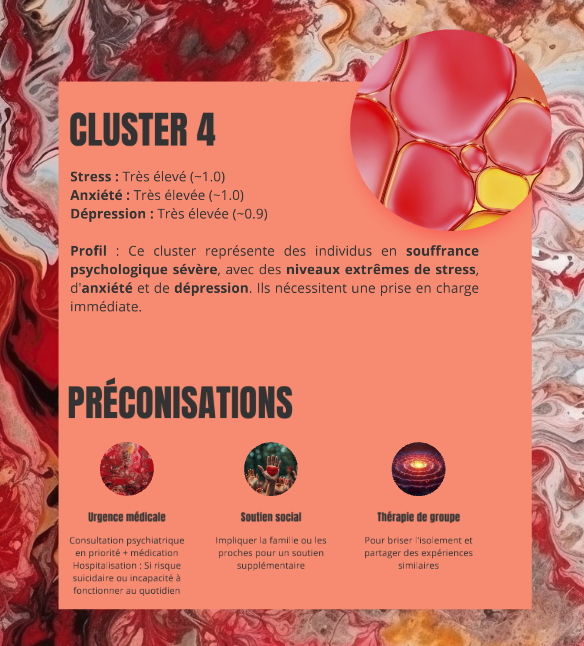 CLUSTER 4
Stress : Très élevé (~1.0)
Anxiété : Très élevée (~1.0)
Dépression : Très élevée (~0.9)
Profil : Ce cluster représente des individus en souffrance
psychologique sévère, avec des niveaux extrêmes de stress,
d'anxiété et de dépression. Ils nécessitent une prise en charge
immédiate.
PRÉCONISATIONS
Urgence médicale
Consultation psychiatrique
en priorité + médication
Hospitalisation : Si risque
suicidaire ou incapacité à
fonctionner au quotidien
Soutien social
Impliquer la famille ou les
proches pour un soutien
supplémentaire
Thérapie de groupe
Pour briser l'isolement et
partager des expériences
similaires